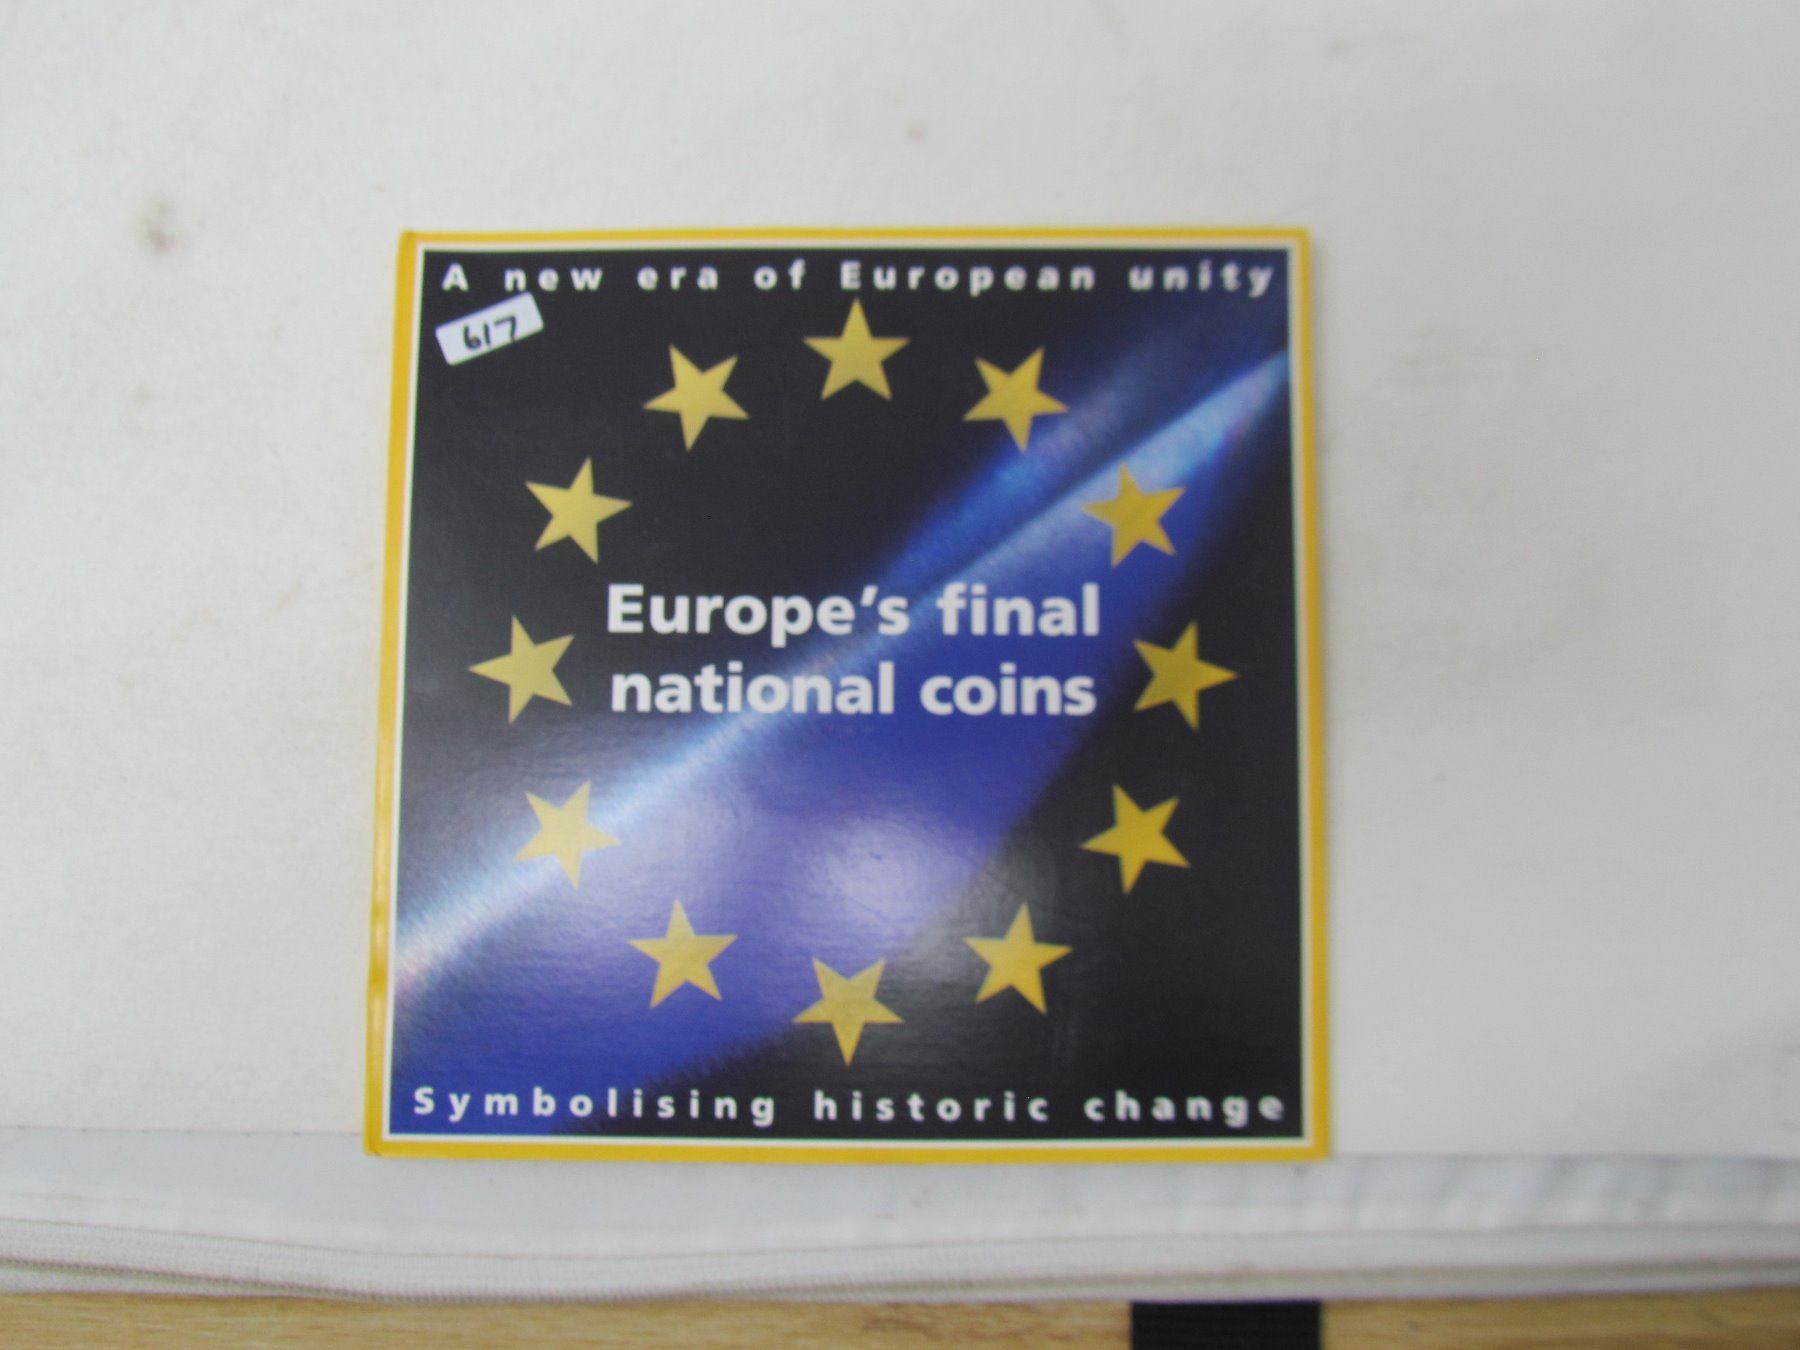 A new era of European unity
617
Europe's final
national coins
Symbolising historic change